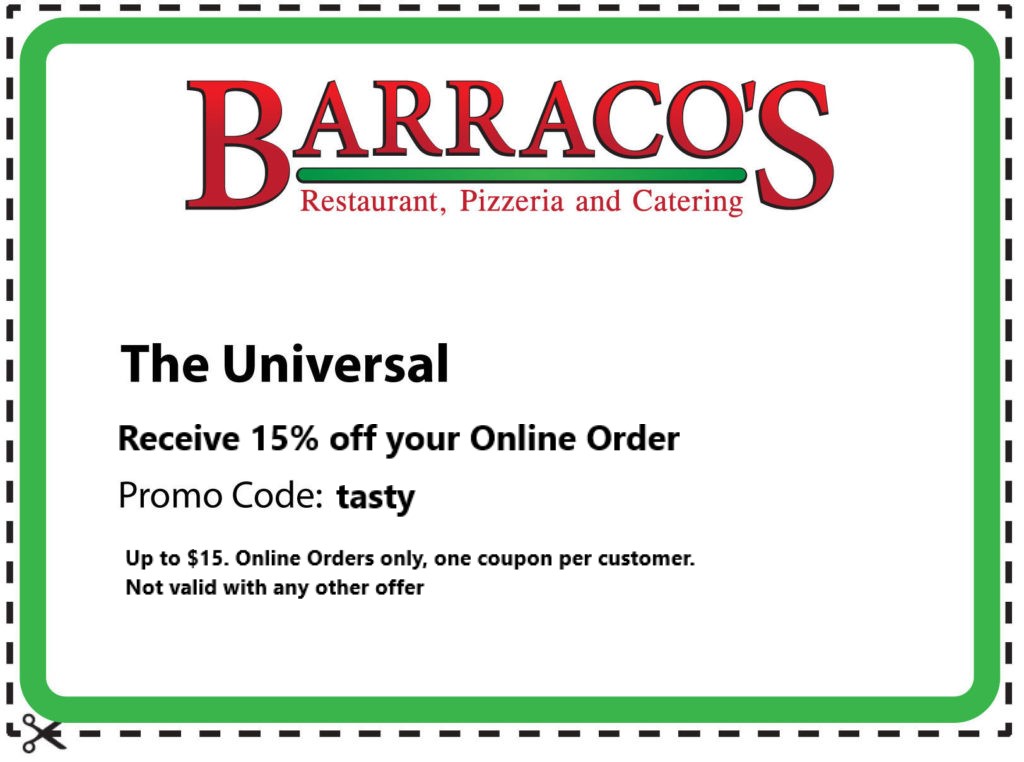 BARRACO'S
Restaurant, Pizzeria and Catering
The Universal
Receive 15% off your Online Order
Promo Code: tasty
Up to $15. Online Orders only, one coupon per customer.
Not valid with any other offer